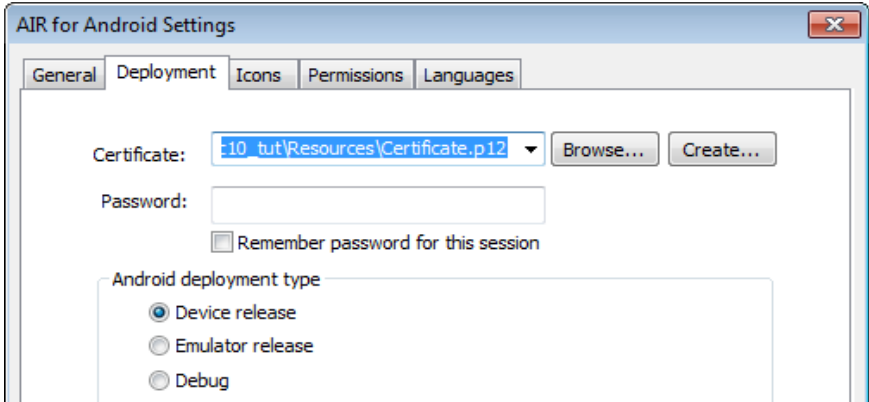 AIR for Android Settings
General Deployment Icons Permissions Languages
Certificate: :10_tut\Resources\Certificate.p12 Browse... Create...
Password:
Remember password for this session
Android deployment type
Device release
Emulator release
Debug